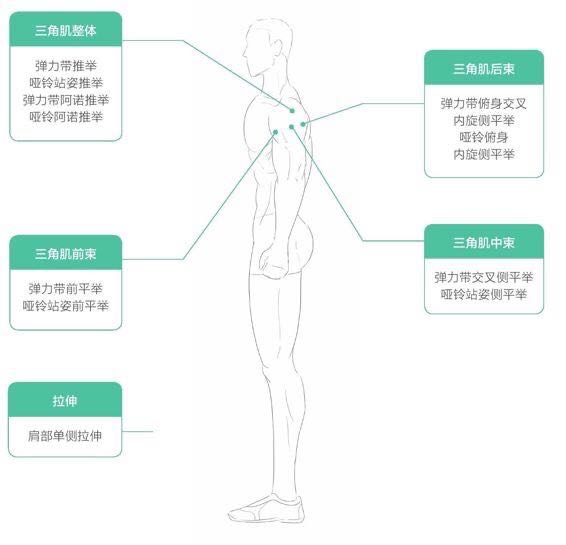 三角肌整体
弹力带推举
哑铃站姿推举
弹力带阿诺推举
哑铃阿诺推举
三角肌后束
弹力带俯身交叉
内旋侧平举
哑铃俯身
内旋侧平举
三角肌前束
弹力带前平举
哑铃站姿前平举
三角肌中束
弹力带交叉侧平举
哑铃站姿侧平举
拉伸
肩部单侧拉伸